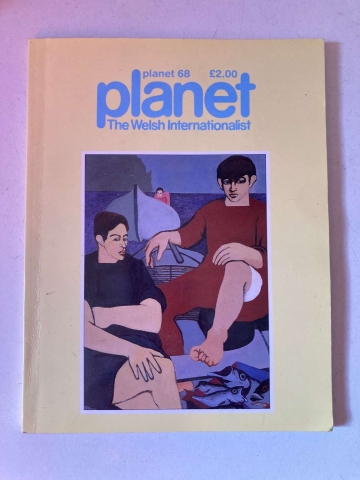 planet 68 £2.00
planet
The Welsh Internationalist